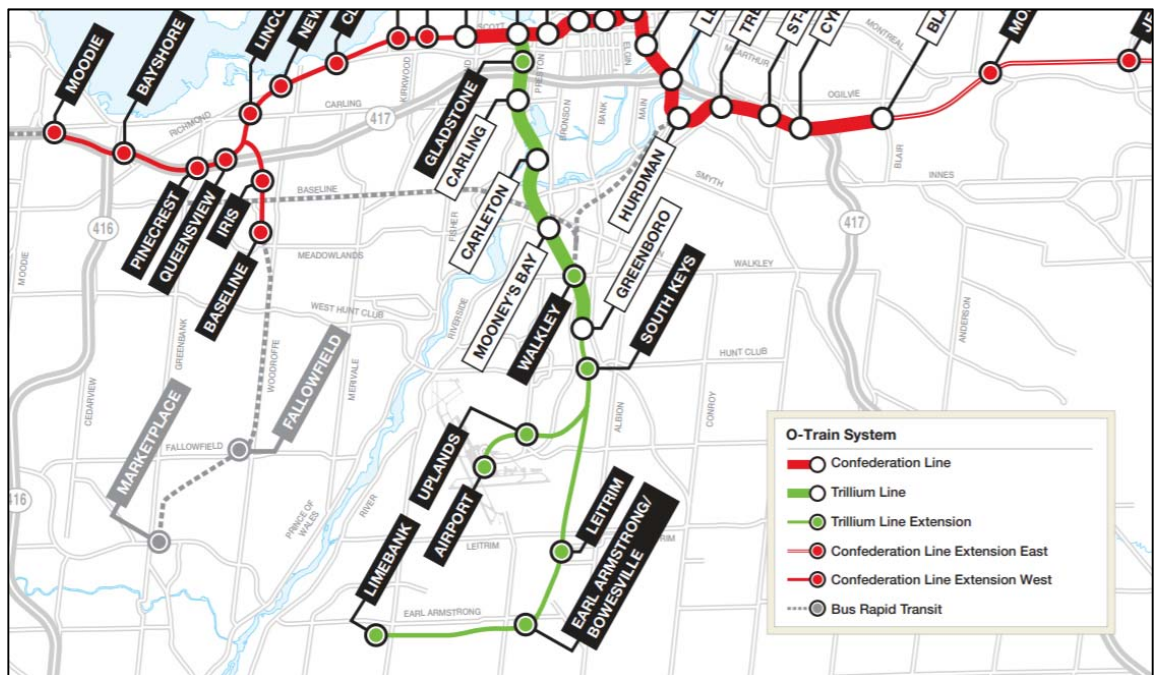 MOODIE
BAYSHORE
SCOTT
KIRKWOOD
PRESTON
ELGIN
MCARTHUR
MONTREAL
OGILVIE
CARLING
RICHMOND
417
GLADSTONE
CARLING
BRONSON
BANK
MAIN
HURDMAN
BLAIR
INNES
SMYTH
BASELINE
PINECREST
QUEENSVIEW
IRIS
BASELINE
416
417
MOODIE
MEADOWLANDS
FISHER
CARLETON
MOONEY'S BAY
WALKLEY
GREENBORO
SOUTH KEYS
WALKLEY
WEST HUNT CLUB
RIVERSIDE
HUNT CLUB
ANDERSON
GREENBANK
WOODROFFE
MERIVALE
CEDARVIEW
FALLOWFIELD
FALLOWFIELD
MARKETPLACE
ALBION
CONROY
416
PRINCE OF
WALES
RIVER
UPLANDS
AIRPORT
LIMEBANK
LEITRIM
LEITRIM
EARL ARMSTRONG
EARL ARMSTRONG/
BOWESVILLE
O-Train System
Confederation Line
Trillium Line
Trillium Line Extension
Confederation Line Extension East
Confederation Line Extension West
Bus Rapid Transit